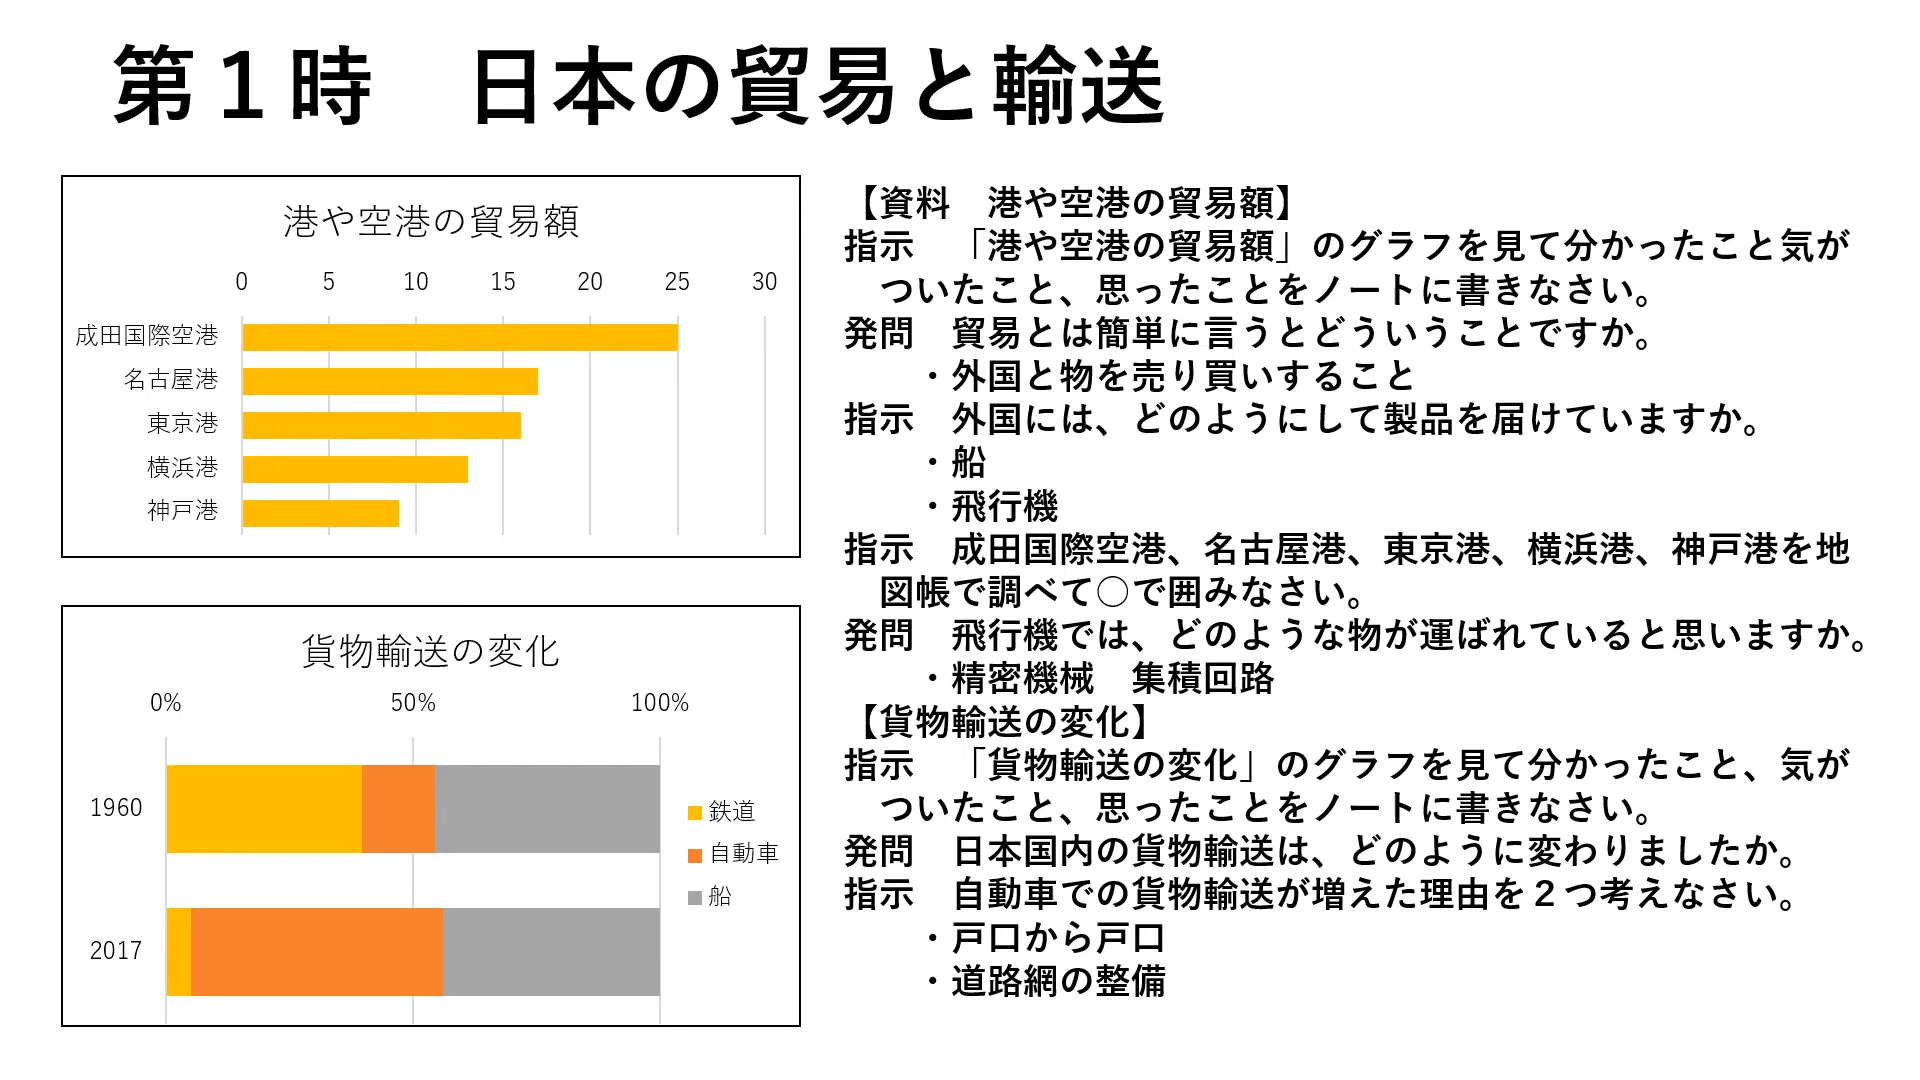 第１時　日本の貿易と輸送
港や空港の貿易額
0 5 10 15 20 25 30
成田国際空港
名古屋港
東京港
横浜港
神戸港
貨物輸送の変化
0% 50% 100%
1960
2017
鉄道
自動車
船
【資料　港や空港の貿易額】
指示　「港や空港の貿易額」のグラフを見て分かったこと気が
ついたこと、思ったことをノートに書きなさい。
発問　貿易とは簡単に言うとどういうことですか。
・外国と物を売り買いすること
指示　外国には、どのようにして製品を届けていますか。
・船
・飛行機
指示　成田国際空港、名古屋港、東京港、横浜港、神戸港を地
図帳で調べて○で囲みなさい。
発問　飛行機では、どのような物が運ばれていると思いますか。
・精密機械　集積回路
【貨物輸送の変化】
指示　「貨物輸送の変化」のグラフを見て分かったこと、気が
ついたこと、思ったことをノートに書きなさい。
発問　日本国内の貨物輸送は、どのように変わりましたか。
指示　自動車での貨物輸送が増えた理由を２つ考えなさい。
・戸口から戸口
・道路網の整備